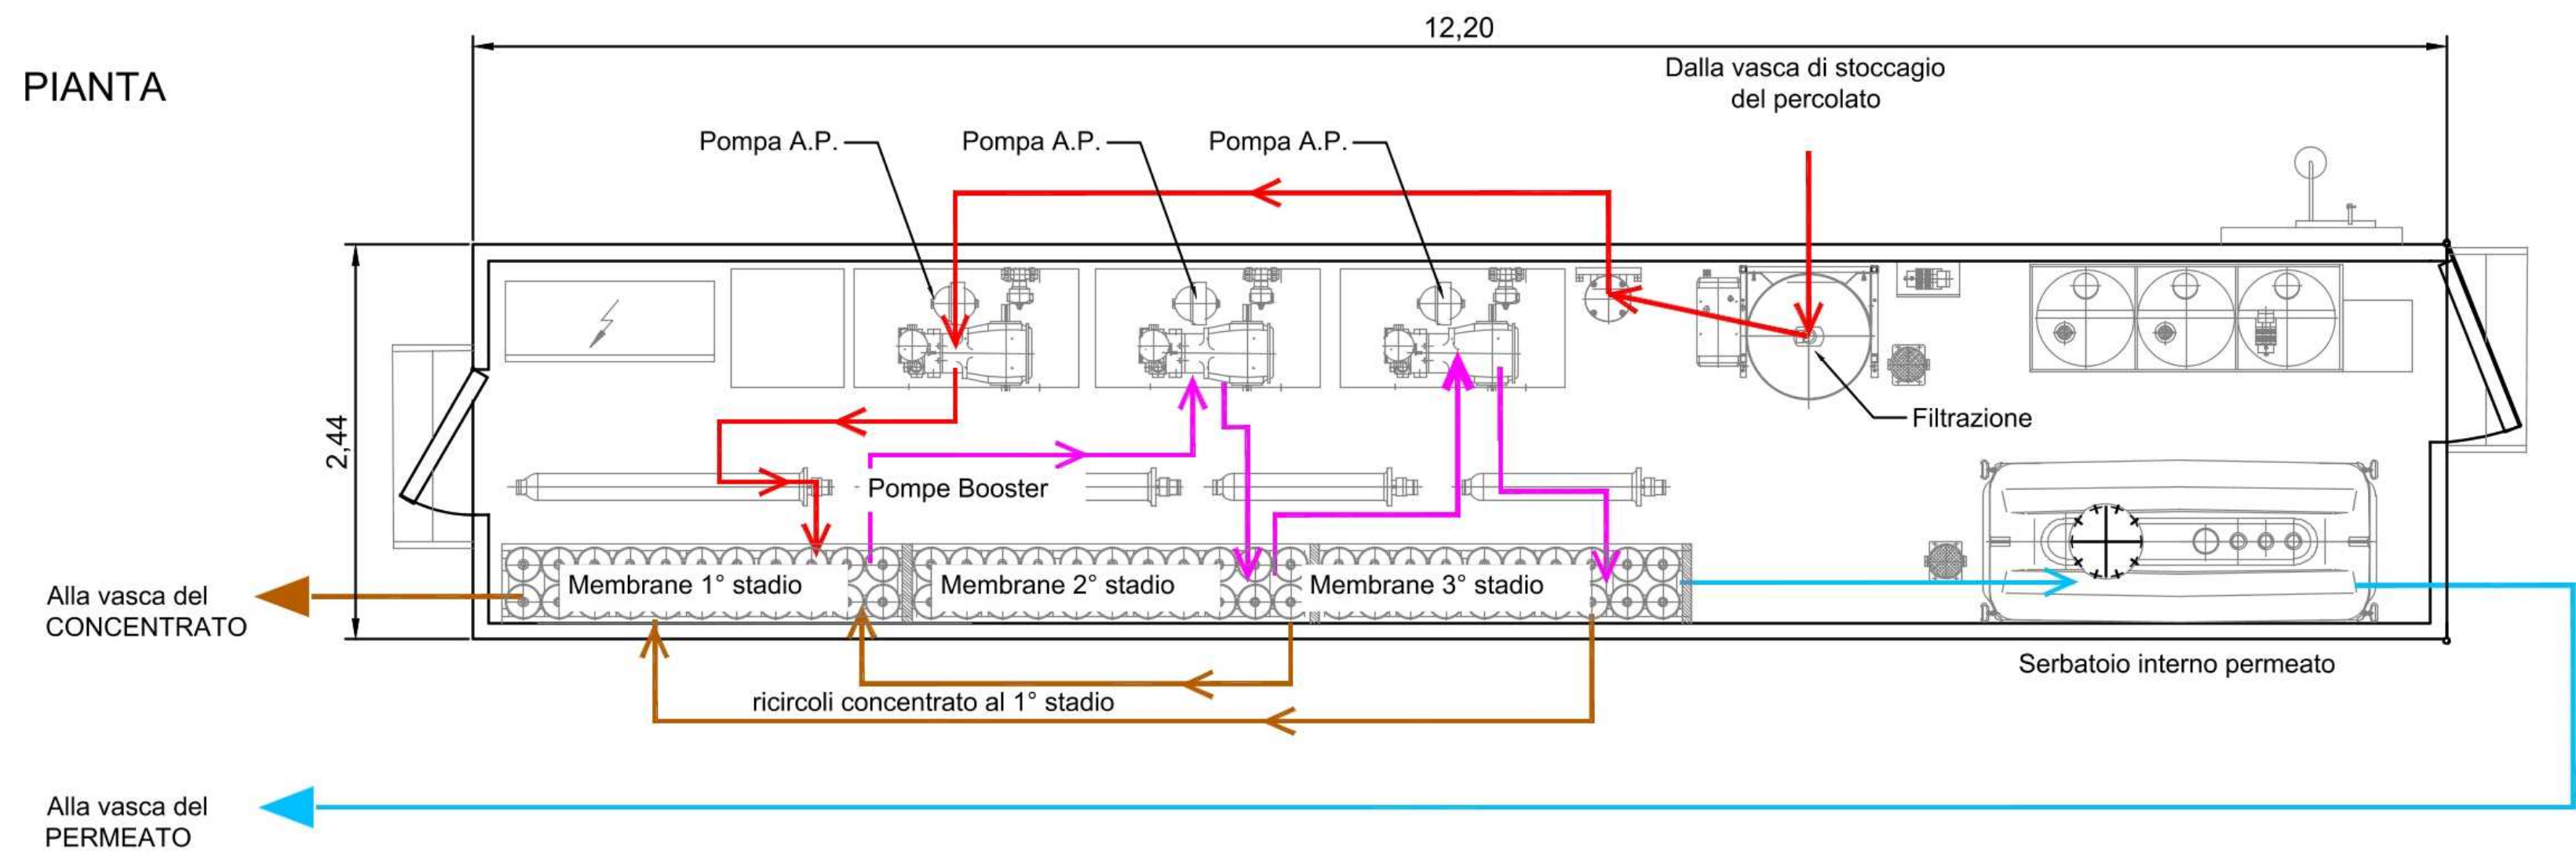 12,20
PIANTA
Dalla vasca di stoccagio
del percolato
Pompa A.P.
Pompa A.P.
Pompa A.P.
2,44
Filtrazione
Pompe Booster
Membrane 1° stadio
Membrane 2° stadio
Membrane 3° stadio
Alla vasca del
CONCENTRATO
Serbatoio interno permeato
ricircoli concentrato al 1° stadio
Alla vasca del
PERMEATO